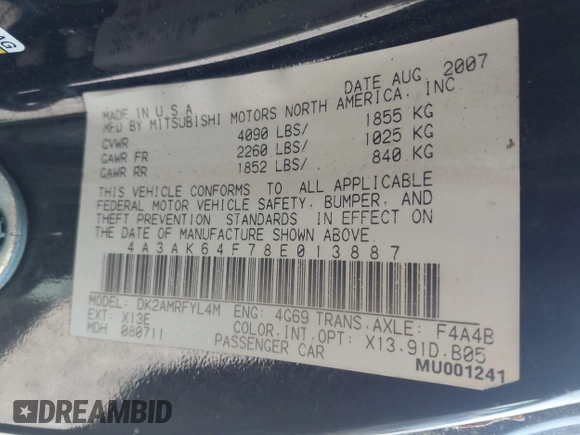 AG
DATE AUG. 2007
MADE IN U.S.A
MFD BY MITSUBISHI MOTORS NORTH AMERICA, INC.
CVWR 4090 LBS/ 1855 KG
GAWR FR 2260 LBS/ 1025 KG
GAWR RR 1852 LBS/ 840 KG
THIS VEHICLE CONFORMS TO ALL APPLICABLE
FEDERAL MOTOR VEHICLE SAFETY, BUMPER, AND
THEFT PREVENTION STANDARDS IN EFFECT ON
THE DATE OF MANUFACTURE SHOWN ABOVE.
4A3AK64F78E013887
MODEL: DK2AMRFYL4M ENG: 4G69 TRANS.AXLE: F4A4B
EXT: X13E COLOR.INT.OPT: X13.91D.B05
MDH 080711 PASSENGER CAR
MU001241
DREAMBID